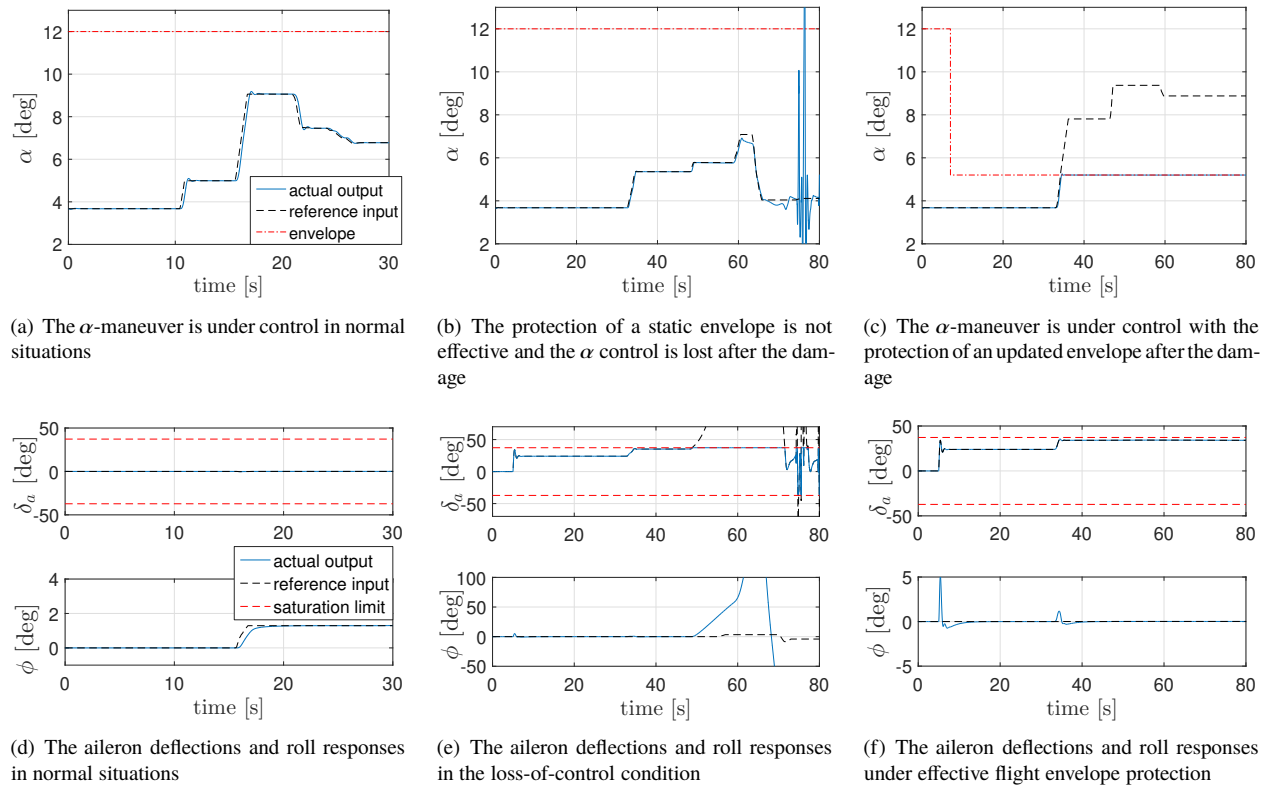 12
10
8
6
4
2
α [deg]
actual output
reference input
envelope
0 10 20 30
time [s]
(a) The α-maneuver is under control in normal
situations
12
10
8
6
4
2
α [deg]
0 20 40 60 80
time [s]
(b) The protection of a static envelope is not
effective and the α control is lost after the dam-
age
12
10
8
6
4
2
α [deg]
0 20 40 60 80
time [s]
(c) The α-maneuver is under control with the
protection of an updated envelope after the dam-
age
50
0
-50
δa [deg]
0 10 20 30
actual output
reference input
saturation limit
4
2
0
ϕ [deg]
0 10 20 30
time [s]
(d) The aileron deflections and roll responses
in normal situations
50
0
-50
δa [deg]
0 20 40 60 80
100
50
0
-50
ϕ [deg]
0 20 40 60 80
time [s]
(e) The aileron deflections and roll responses
in the loss-of-control condition
50
0
-50
δa [deg]
0 20 40 60 80
5
0
-5
ϕ [deg]
0 20 40 60 80
time [s]
(f) The aileron deflections and roll responses
under effective flight envelope protection